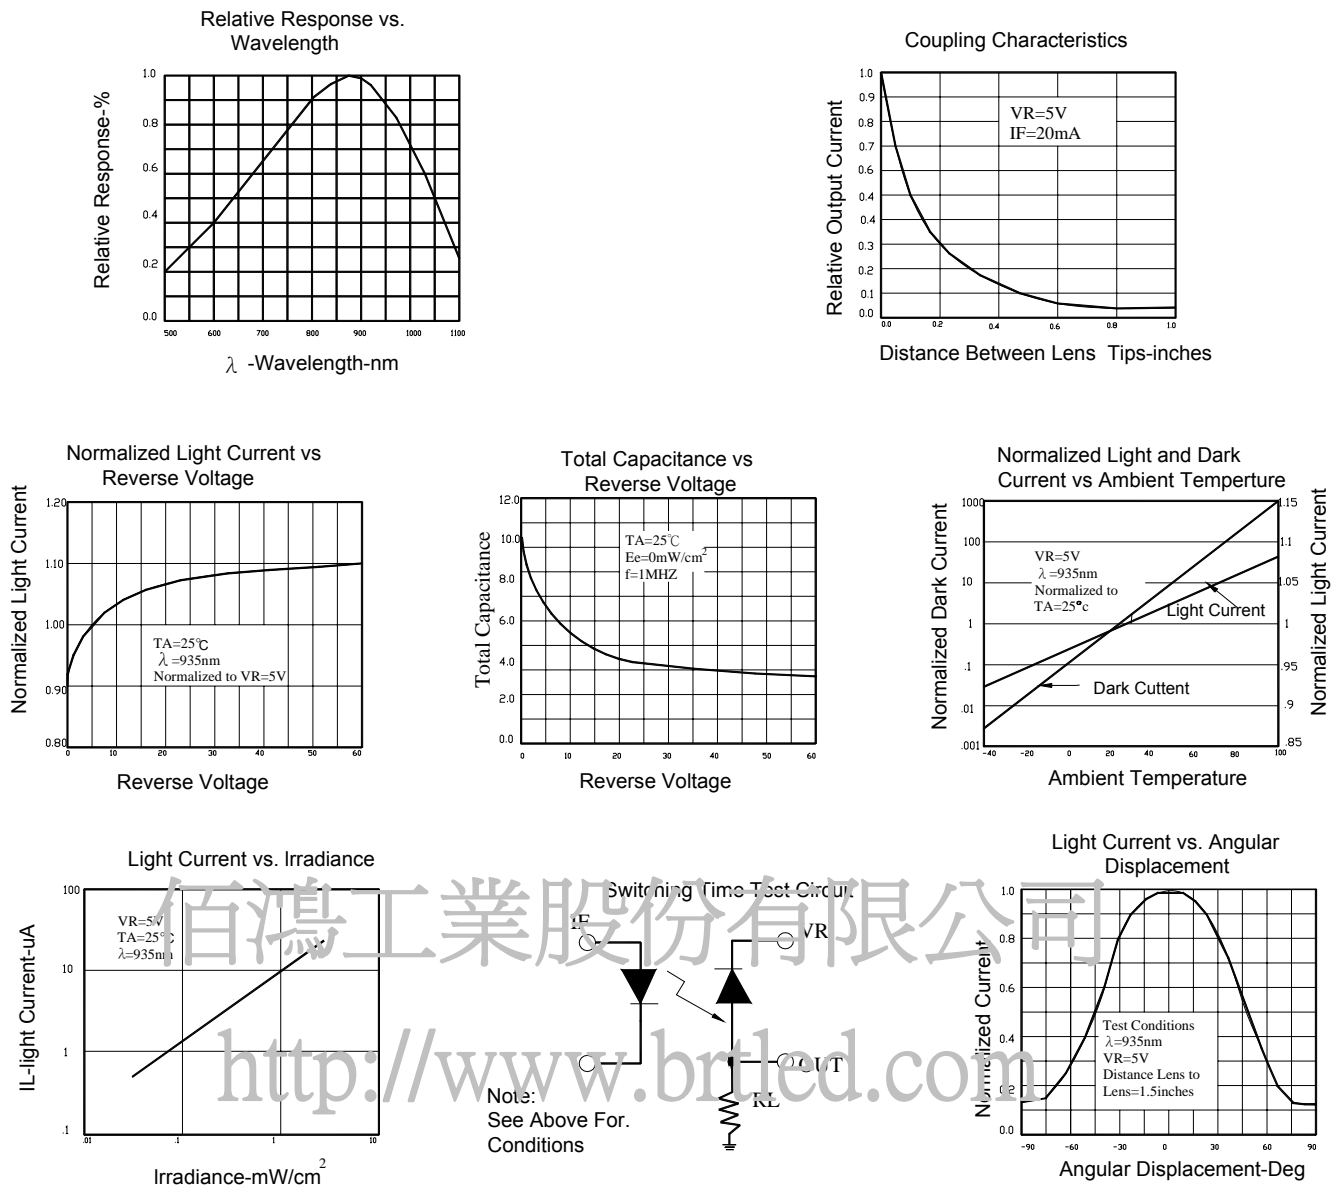 Relative Response vs.
Wavelength
Relative Response-%
1.0
0.8
0.6
0.4
0.2
0.0
500 600 700 800 900 1000 1100
λ -Wavelength-nm
Coupling Characteristics
Relative Output Current
1.0
0.9
0.8
0.7
0.6
0.4
0.4
0.3
0.2
0.1
0.0
VR=5V
IF=20mA
0.0 0.2 0.4 0.6 0.8 1.0
Distance Between Lens Tips-inches
Normalized Light Current vs
Reverse Voltage
Normalized Light Current
1.20
1.10
1.00
0.90
0.80
TA=25℃
λ=935nm
Normalized to VR=5V
0 10 20 30 40 50 60
Reverse Voltage
Total Capacitance vs
Reverse Voltage
Total Capacitance
12.0
10.0
8.0
6.0
4.0
2.0
0.0
TA=25℃
Ee=0mW/cm²
f=1MHZ
0 10 20 30 40 50 60
Reverse Voltage
Normalized Light and Dark
Current vs Ambient Temperture
Normalized Dark Current
1000
100
10
1
.1
.01
.001
VR=5V
λ=935nm
Normalized to
TA=25°c
Light Current
Dark Cuttent
1.15
1.1
1.05
1
.95
.9
.85
Normalized Light Current
-40 -20 0 20 40 60 80 100
Ambient Temperature
Light Current vs. Irradiance
IL-light Current-uA
100
10
1
.1
VR=5V
TA=25℃
λ=935nm
.01 .1 1 10
Irradiance-mW/cm²
Switching Time Test Circuit
IF
VR
OUT
RL
Note:
See Above For.
Conditions
Light Current vs. Angular
Displacement
Normalized Current
1.0
0.8
0.6
0.4
0.2
0.0
Test Conditions
λ=935nm
VR=5V
Distance Lens to
Lens=1.5inches
-90 -60 -30 0 30 60 90
Angular Displacement-Deg
佰鴻工業股份有限公司
http://www.brtled.com